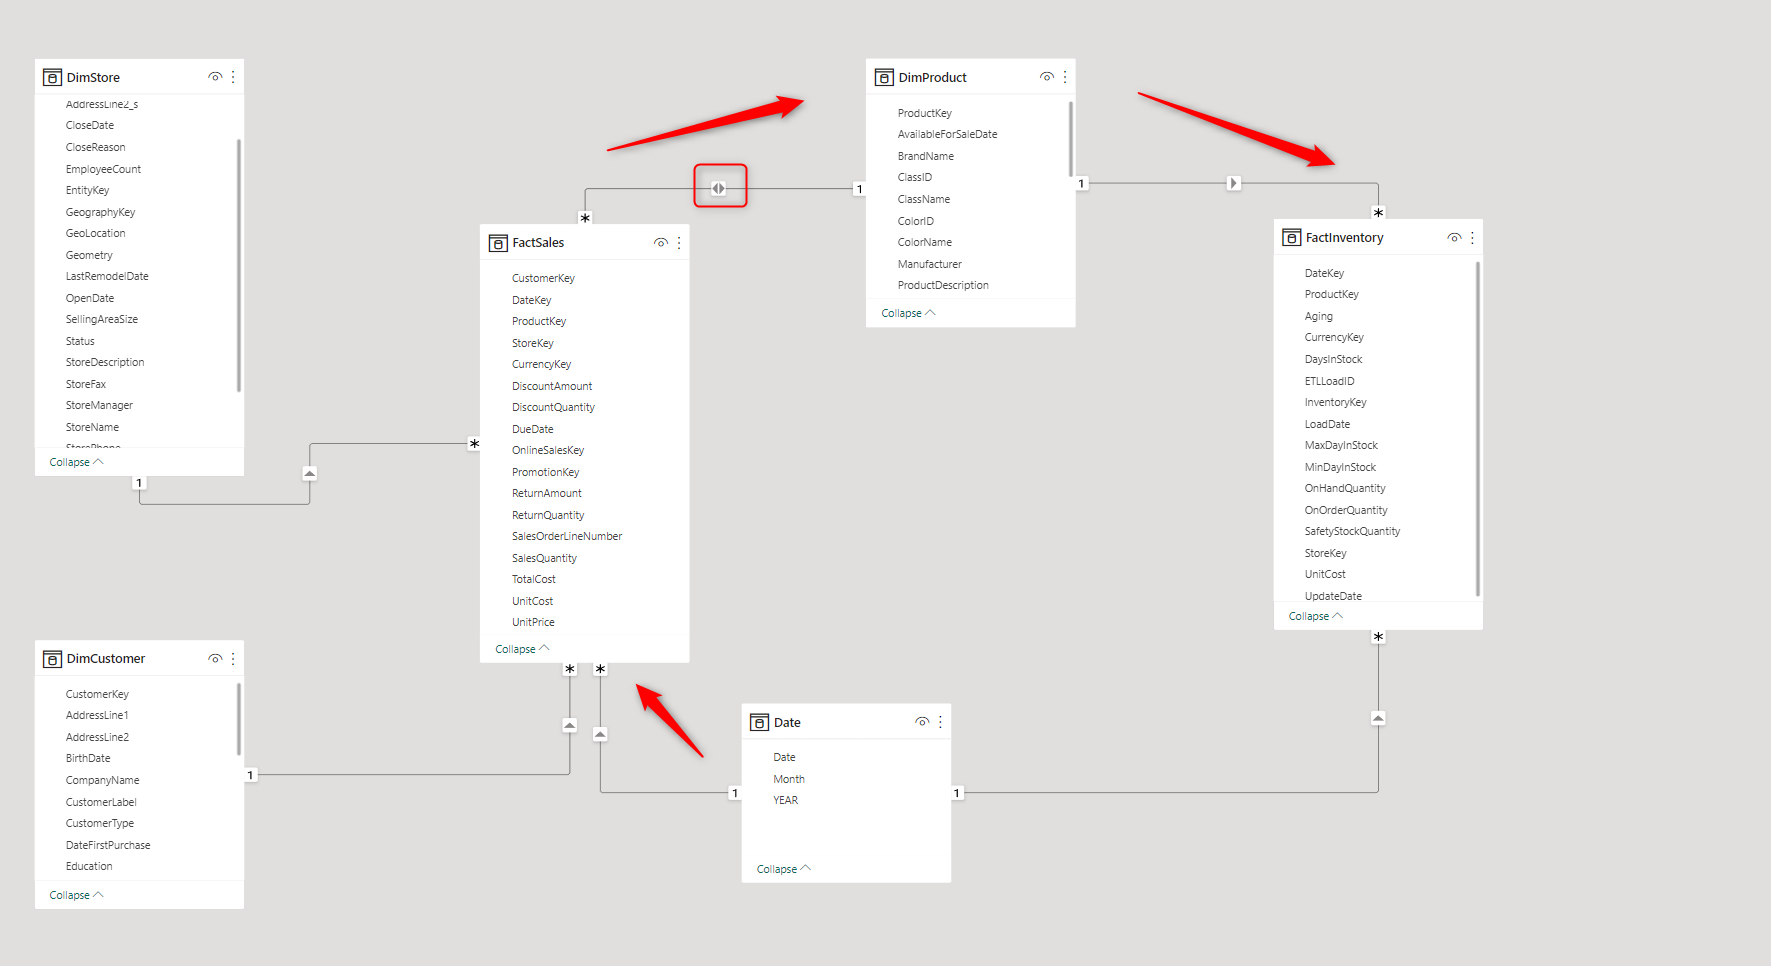 DimStore
AddressLine2_s
CloseDate
CloseReason
EmployeeCount
EntityKey
GeographyKey
GeoLocation
Geometry
LastRemodelDate
OpenDate
SellingAreaSize
Status
StoreDescription
StoreFax
StoreManager
StoreName
StorePhone
Collapse
1
DimCustomer
CustomerKey
AddressLine1
AddressLine2
BirthDate
CompanyName
CustomerLabel
CustomerType
DateFirstPurchase
Education
Collapse
1
*
FactSales
CustomerKey
DateKey
ProductKey
StoreKey
CurrencyKey
DiscountAmount
DiscountQuantity
DueDate
OnlineSalesKey
PromotionKey
ReturnAmount
ReturnQuantity
SalesOrderLineNumber
SalesQuantity
TotalCost
UnitCost
UnitPrice
Collapse
*
* *
1
DimProduct
ProductKey
AvailableForSaleDate
BrandName
ClassID
ClassName
ColorID
ColorName
Manufacturer
ProductDescription
Collapse
1
1
Date
Date
Month
YEAR
Collapse
1
*
FactInventory
DateKey
ProductKey
Aging
CurrencyKey
DaysInStock
ETLLoadID
InventoryKey
LoadDate
MaxDayInStock
MinDayInStock
OnHandQuantity
OnOrderQuantity
SafetyStockQuantity
StoreKey
UnitCost
UpdateDate
Collapse
*